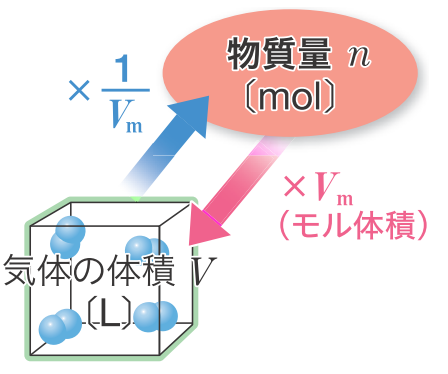 物質量 n
〔mol〕
× 1/Vm
× Vm
(モル体積)
気体の体積 V
〔L〕